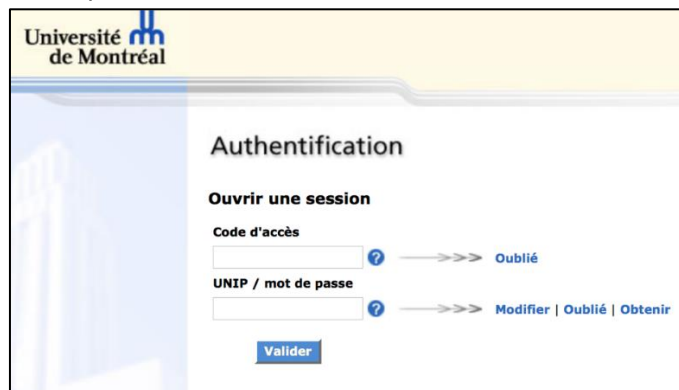 Université
de Montréal
Authentification
Ouvrir une session
Code d'accès
? >>> Oublié
UNIP / mot de passe
? >>> Modifier | Oublié | Obtenir
Valider